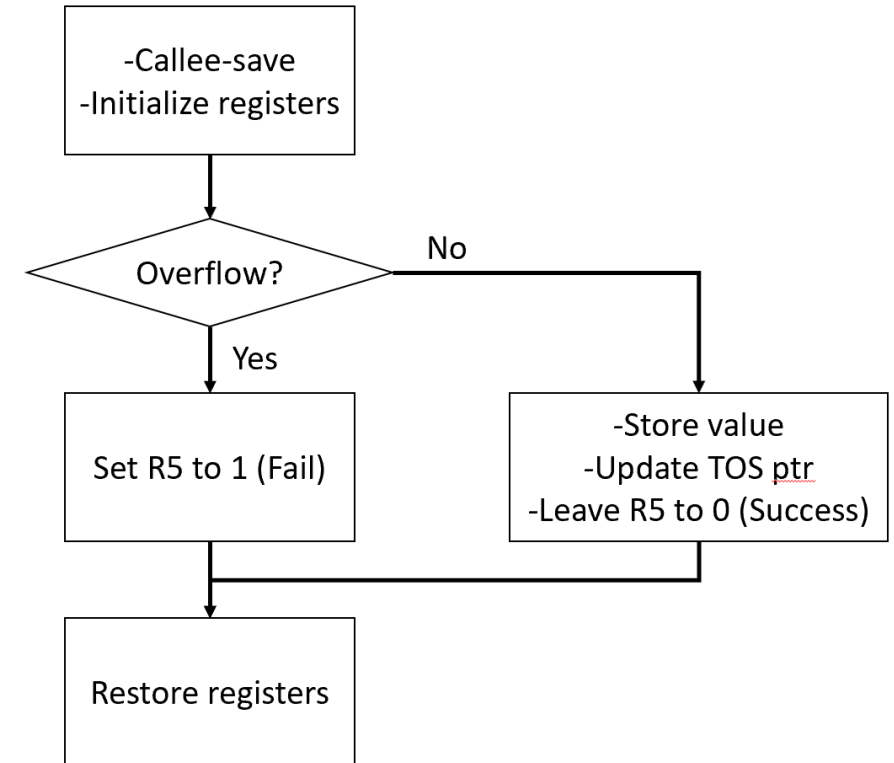 -Callee-save
-Initialize registers
Overflow?
No
Yes
Set R5 to 1 (Fail)
-Store value
-Update TOS ptr
-Leave R5 to 0 (Success)
Restore registers